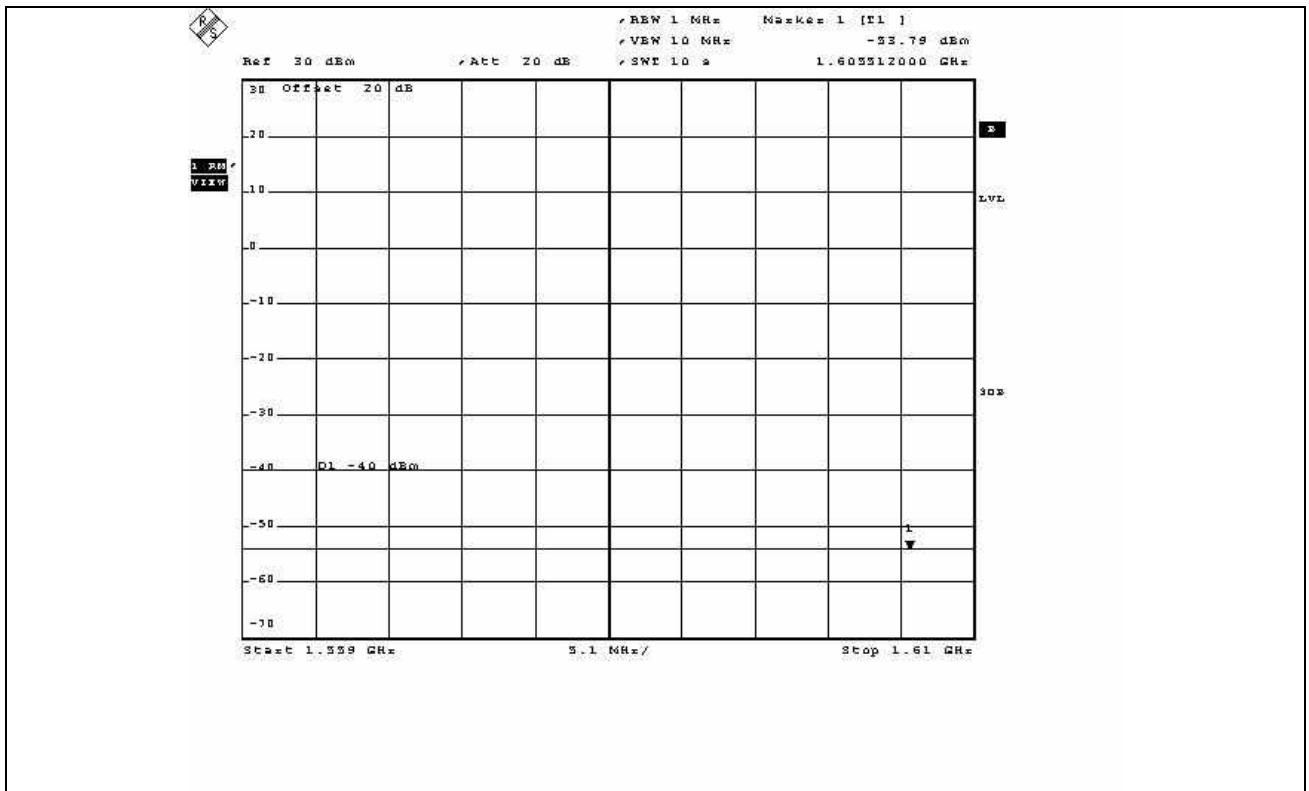 R S
RBW 1 MHz Marker 1 [T1 ]
VBW 10 MHz -53.79 dBm
Ref 30 dBm Att 20 dB SWT 10 s 1.605512000 GHz
30 Offset 20 dB
B
20
1 RM
VIEW
10
LVL
0
-10
-20
3DB
-30
-40 D1 -40 dBm
-50
1
-60
-70
Start 1.559 GHz 5.1 MHz/ Stop 1.61 GHz